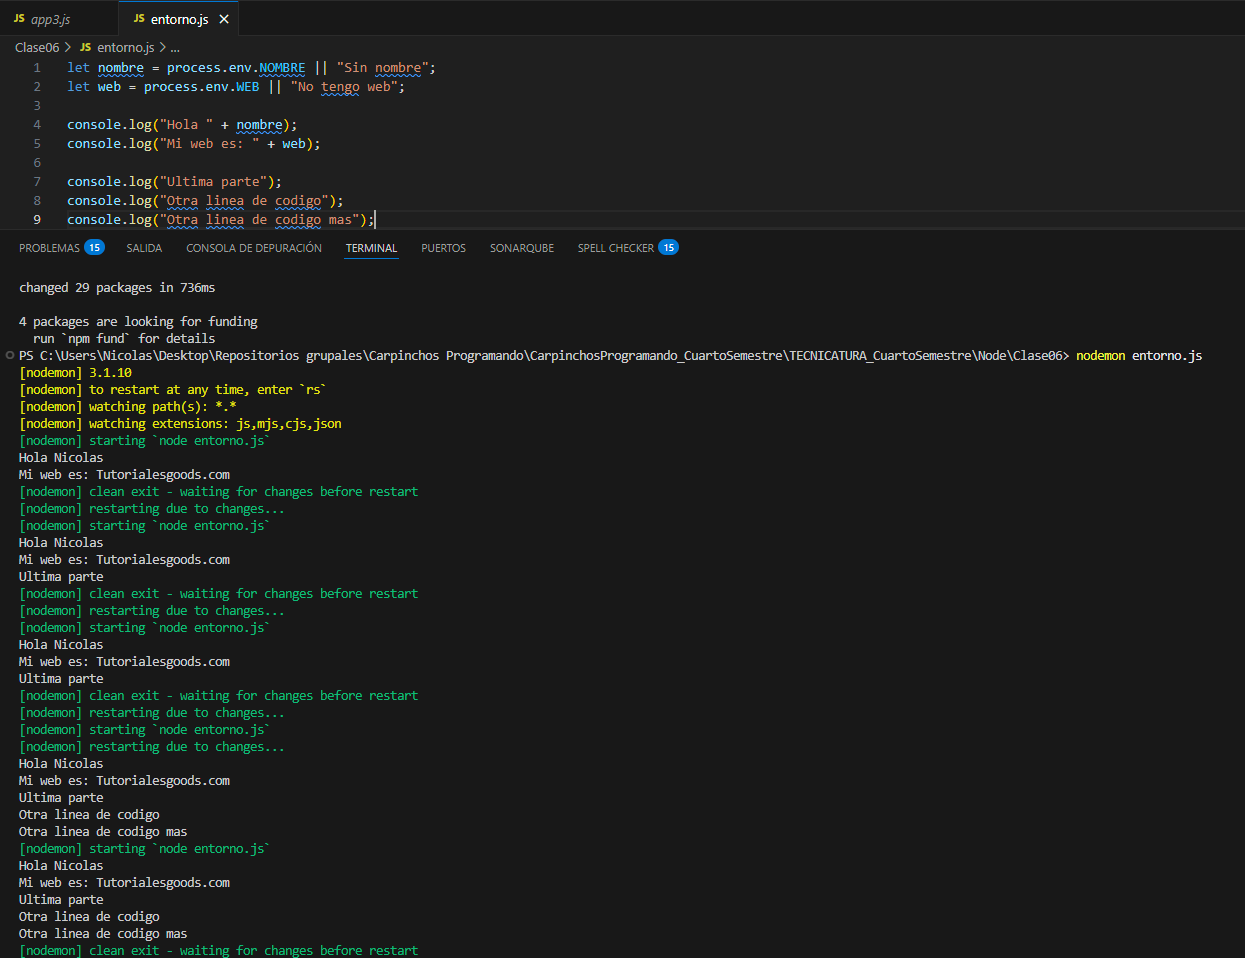 JS app3.js JS entorno.js ×
Clase06 > JS entorno.js > ...
1 let nombre = process.env.NOMBRE || "Sin nombre";
2 let web = process.env.WEB || "No tengo web";
3
4 console.log("Hola " + nombre);
5 console.log("Mi web es: " + web);
6
7 console.log("Ultima parte");
8 console.log("Otra linea de codigo");
9 console.log("Otra linea de codigo mas");
PROBLEMAS 15 SALIDA CONSOLA DE DEPURACIÓN TERMINAL PUERTOS SONARQUBE SPELL CHECKER 15
changed 29 packages in 736ms
4 packages are looking for funding
run `npm fund` for details
PS C:\Users\Nicolas\Desktop\Repositorios grupales\Carpinchos Programando\CarpinchosProgramando_CuartoSemestre\TECNICATURA_CuartoSemestre\Node\Clase06> nodemon entorno.js
[nodemon] 3.1.10
[nodemon] to restart at any time, enter `rs`
[nodemon] watching path(s): *.*
[nodemon] watching extensions: js,mjs,cjs,json
[nodemon] starting `node entorno.js`
Hola Nicolas
Mi web es: Tutorialesgoods.com
[nodemon] clean exit - waiting for changes before restart
[nodemon] restarting due to changes...
[nodemon] starting `node entorno.js`
Hola Nicolas
Mi web es: Tutorialesgoods.com
Ultima parte
[nodemon] clean exit - waiting for changes before restart
[nodemon] restarting due to changes...
[nodemon] starting `node entorno.js`
Hola Nicolas
Mi web es: Tutorialesgoods.com
Ultima parte
[nodemon] clean exit - waiting for changes before restart
[nodemon] restarting due to changes...
[nodemon] starting `node entorno.js`
[nodemon] restarting due to changes...
Hola Nicolas
Mi web es: Tutorialesgoods.com
Ultima parte
Otra linea de codigo
Otra linea de codigo mas
[nodemon] starting `node entorno.js`
Hola Nicolas
Mi web es: Tutorialesgoods.com
Ultima parte
Otra linea de codigo
Otra linea de codigo mas
[nodemon] clean exit - waiting for changes before restart